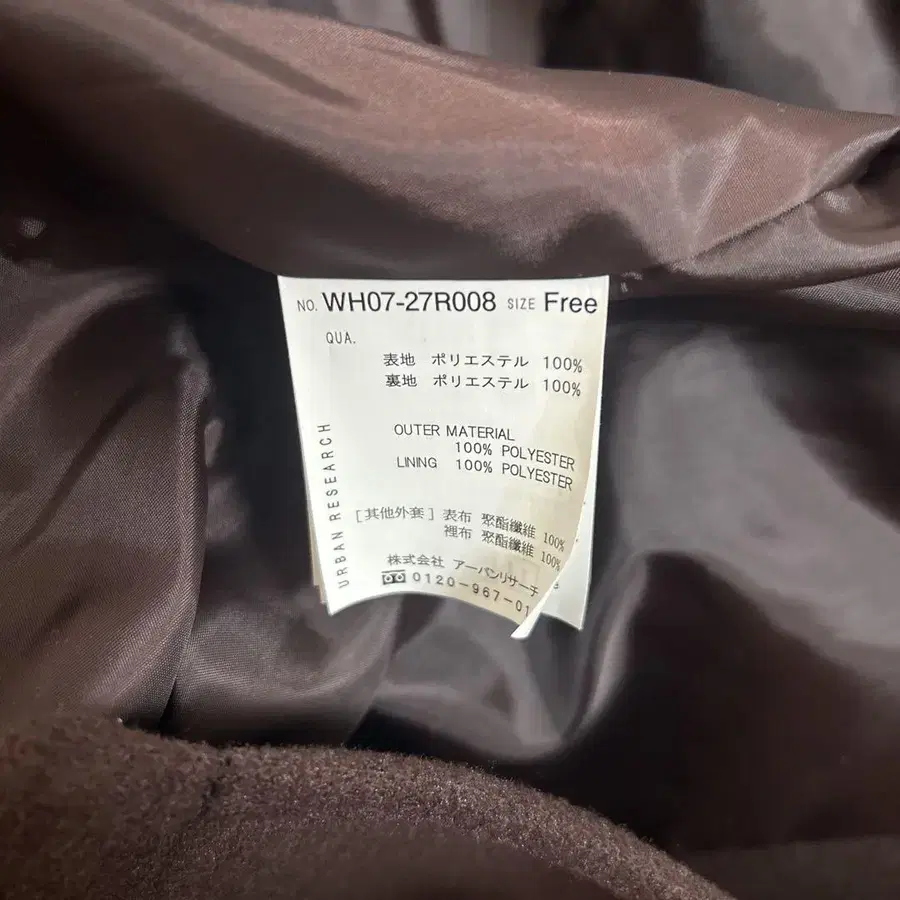 NO. WH07-27R008 SIZE Free
QUA.
表地 ポリエステル 100%
裏地 ポリエステル 100%
OUTER MATERIAL
100% POLYESTER
LINING 100% POLYESTER
[其他外套] 表布 聚酯纖維 100%
裡布 聚酯纖維 100%
株式会社 アーバンリサーチ
0120-967-01
URBAN RESEARCH